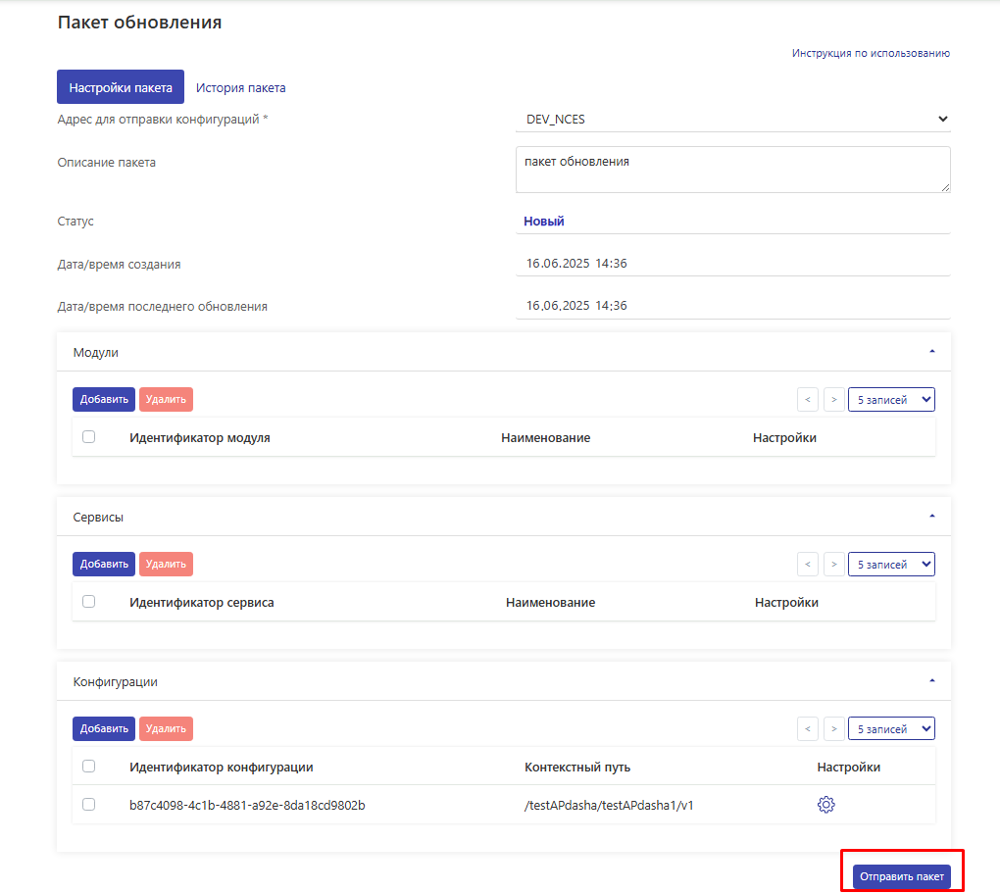 Пакет обновления
Инструкция по использованию
Настройки пакета История пакета
Адрес для отправки конфигураций * DEV_NCES
Описание пакета пакет обновления
Статус Новый
Дата/время создания 16.06.2025 14:36
Дата/время последнего обновления 16.06.2025 14:36
Модули
Добавить Удалить < > 5 записей
Идентификатор модуля Наименование Настройки
Сервисы
Добавить Удалить < > 5 записей
Идентификатор сервиса Наименование Настройки
Конфигурации
Добавить Удалить < > 5 записей
Идентификатор конфигурации Контекстный путь Настройки
b87c4098-4c1b-4881-a92e-8da18cd9802b /testAPdasha/testAPdasha1/v1
Отправить пакет